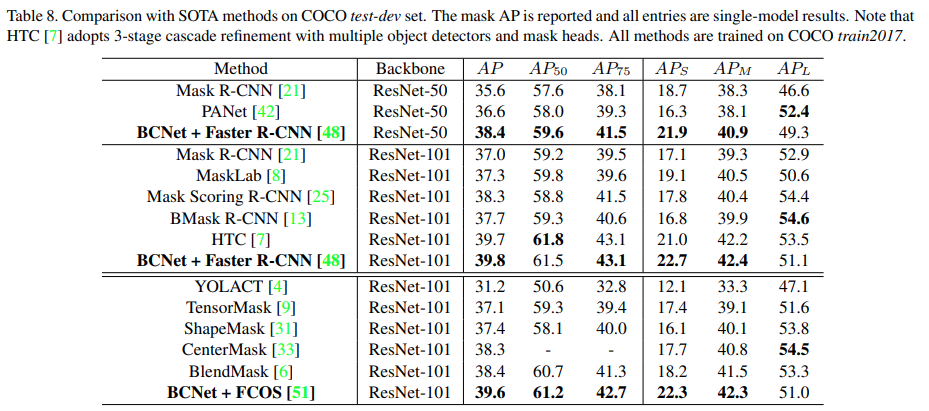 Table 8. Comparison with SOTA methods on COCO test-dev set. The mask AP is reported and all entries are single-model results. Note that
HTC [7] adopts 3-stage cascade refinement with multiple object detectors and mask heads. All methods are trained on COCO train2017.
Method Backbone AP AP50 AP75 APS APM APL
Mask R-CNN [21] ResNet-50 35.6 57.6 38.1 18.7 38.3 46.6
PANet [42] ResNet-50 36.6 58.0 39.3 16.3 38.1 52.4
BCNet + Faster R-CNN [48] ResNet-50 38.4 59.6 41.5 21.9 40.9 49.3
Mask R-CNN [21] ResNet-101 37.0 59.2 39.5 17.1 39.3 52.9
MaskLab [8] ResNet-101 37.3 59.8 39.6 19.1 40.5 50.6
Mask Scoring R-CNN [25] ResNet-101 38.3 58.8 41.5 17.8 40.4 54.4
BMask R-CNN [13] ResNet-101 37.7 59.3 40.6 16.8 39.9 54.6
HTC [7] ResNet-101 39.7 61.8 43.1 21.0 42.2 53.5
BCNet + Faster R-CNN [48] ResNet-101 39.8 61.5 43.1 22.7 42.4 51.1
YOLACT [4] ResNet-101 31.2 50.6 32.8 12.1 33.3 47.1
TensorMask [9] ResNet-101 37.1 59.3 39.4 17.4 39.1 51.6
ShapeMask [31] ResNet-101 37.4 58.1 40.0 16.1 40.1 53.8
CenterMask [33] ResNet-101 38.3 - - 17.7 40.8 54.5
BlendMask [6] ResNet-101 38.4 60.7 41.3 18.2 41.5 53.3
BCNet + FCOS [51] ResNet-101 39.6 61.2 42.7 22.3 42.3 51.0